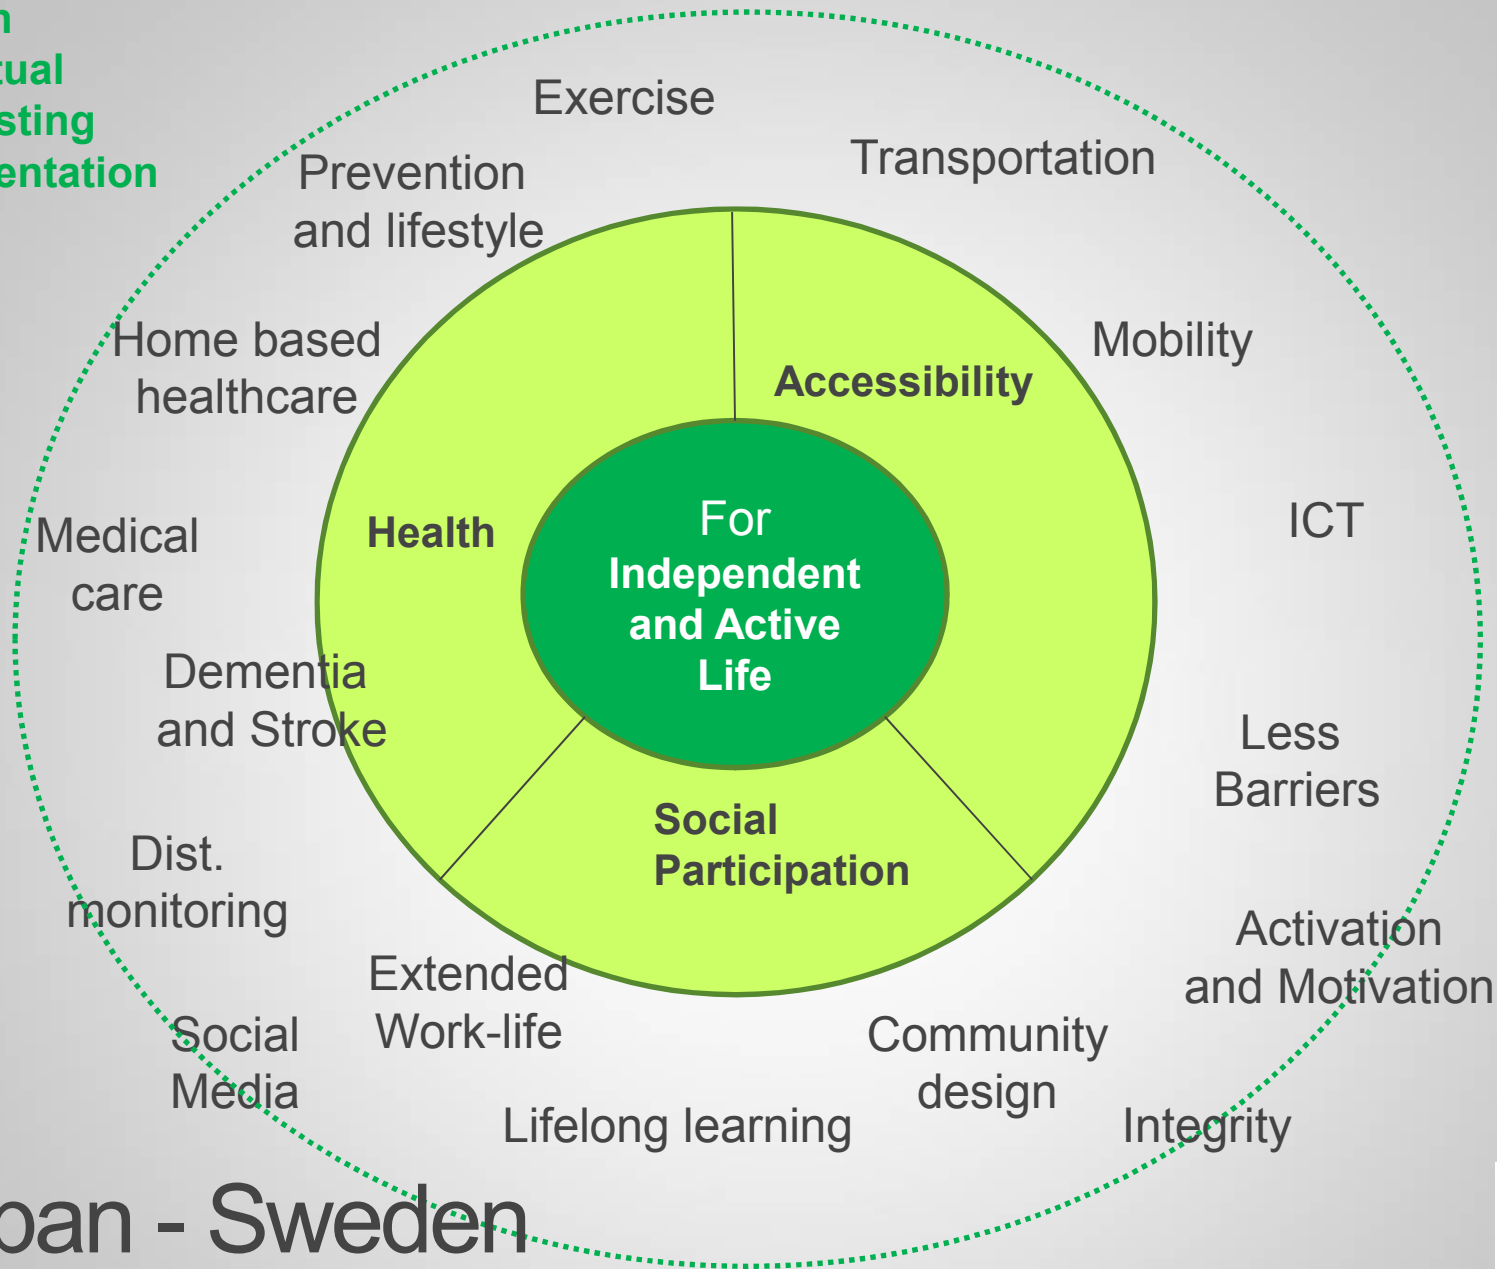 Exercise
Transportation
Prevention
and lifestyle
Home based
healthcare
Mobility
Accessibility
Health
Medical
care
For
Independent
and Active
Life
ICT
Dementia
and Stroke
Less
Barriers
Social
Participation
Dist.
monitoring
Activation
and Motivation
Extended
Work-life
Social
Media
Community
design
Lifelong learning
Integrity
- Sweden